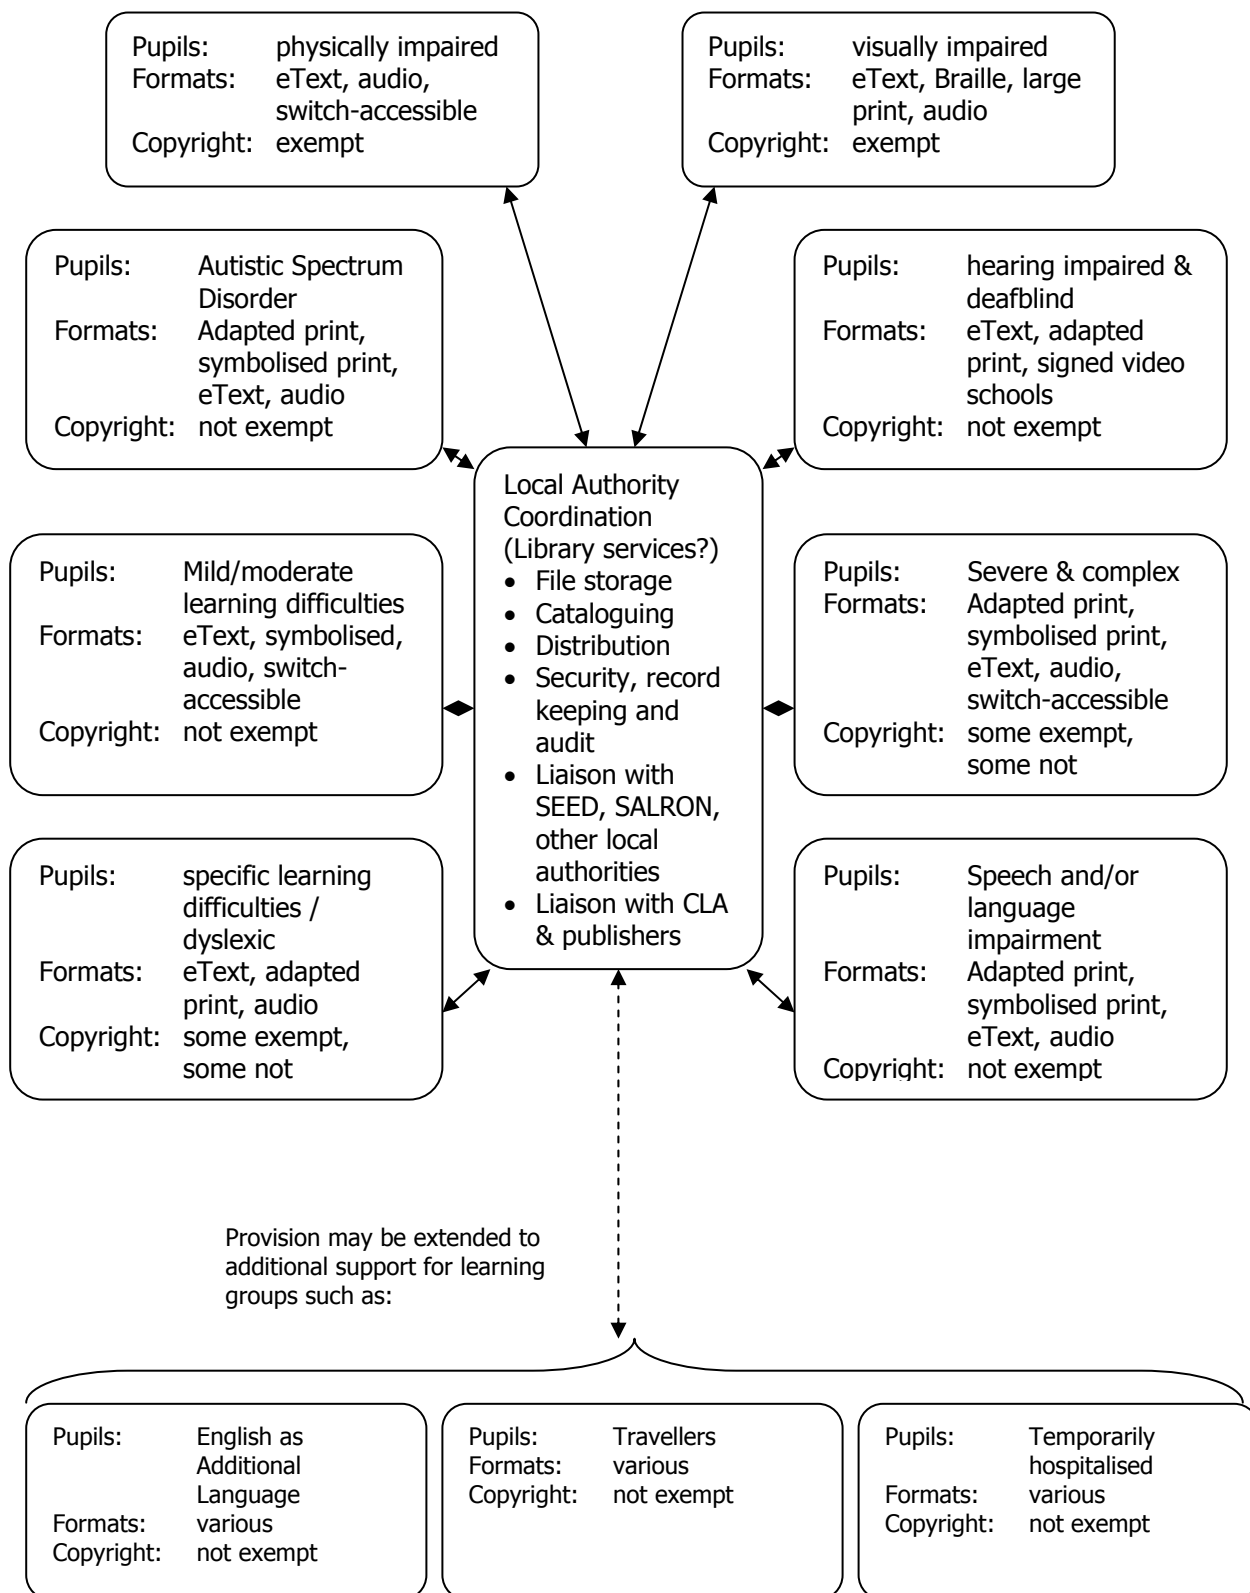 Pupils: physically impaired
Formats: eText, audio,
switch-accessible
Copyright: exempt
Pupils: visually impaired
Formats: eText, Braille, large
print, audio
Copyright: exempt
Pupils: Autistic Spectrum
Disorder
Formats: Adapted print,
symbolised print,
eText, audio
Copyright: not exempt
Pupils: hearing impaired &
deafblind
Formats: eText, adapted
print, signed video
schools
Copyright: not exempt
Local Authority
Coordination
(Library services?)
• File storage
• Cataloguing
• Distribution
• Security, record
keeping and
audit
• Liaison with
SEED, SALRON,
other local
authorities
• Liaison with CLA
& publishers
Pupils: Mild/moderate
learning difficulties
Formats: eText, symbolised,
audio, switch-
accessible
Copyright: not exempt
Pupils: Severe & complex
Formats: Adapted print,
symbolised print,
eText, audio,
switch-accessible
Copyright: some exempt,
some not
Pupils: specific learning
difficulties /
dyslexic
Formats: eText, adapted
print, audio
Copyright: some exempt,
some not
Pupils: Speech and/or
language
impairment
Formats: Adapted print,
symbolised print,
eText, audio
Copyright: not exempt
Provision may be extended to
additional support for learning
groups such as:
Pupils: English as
Additional
Language
Formats: various
Copyright: not exempt
Pupils: Travellers
Formats: various
Copyright: not exempt
Pupils: Temporarily
hospitalised
Formats: various
Copyright: not exempt